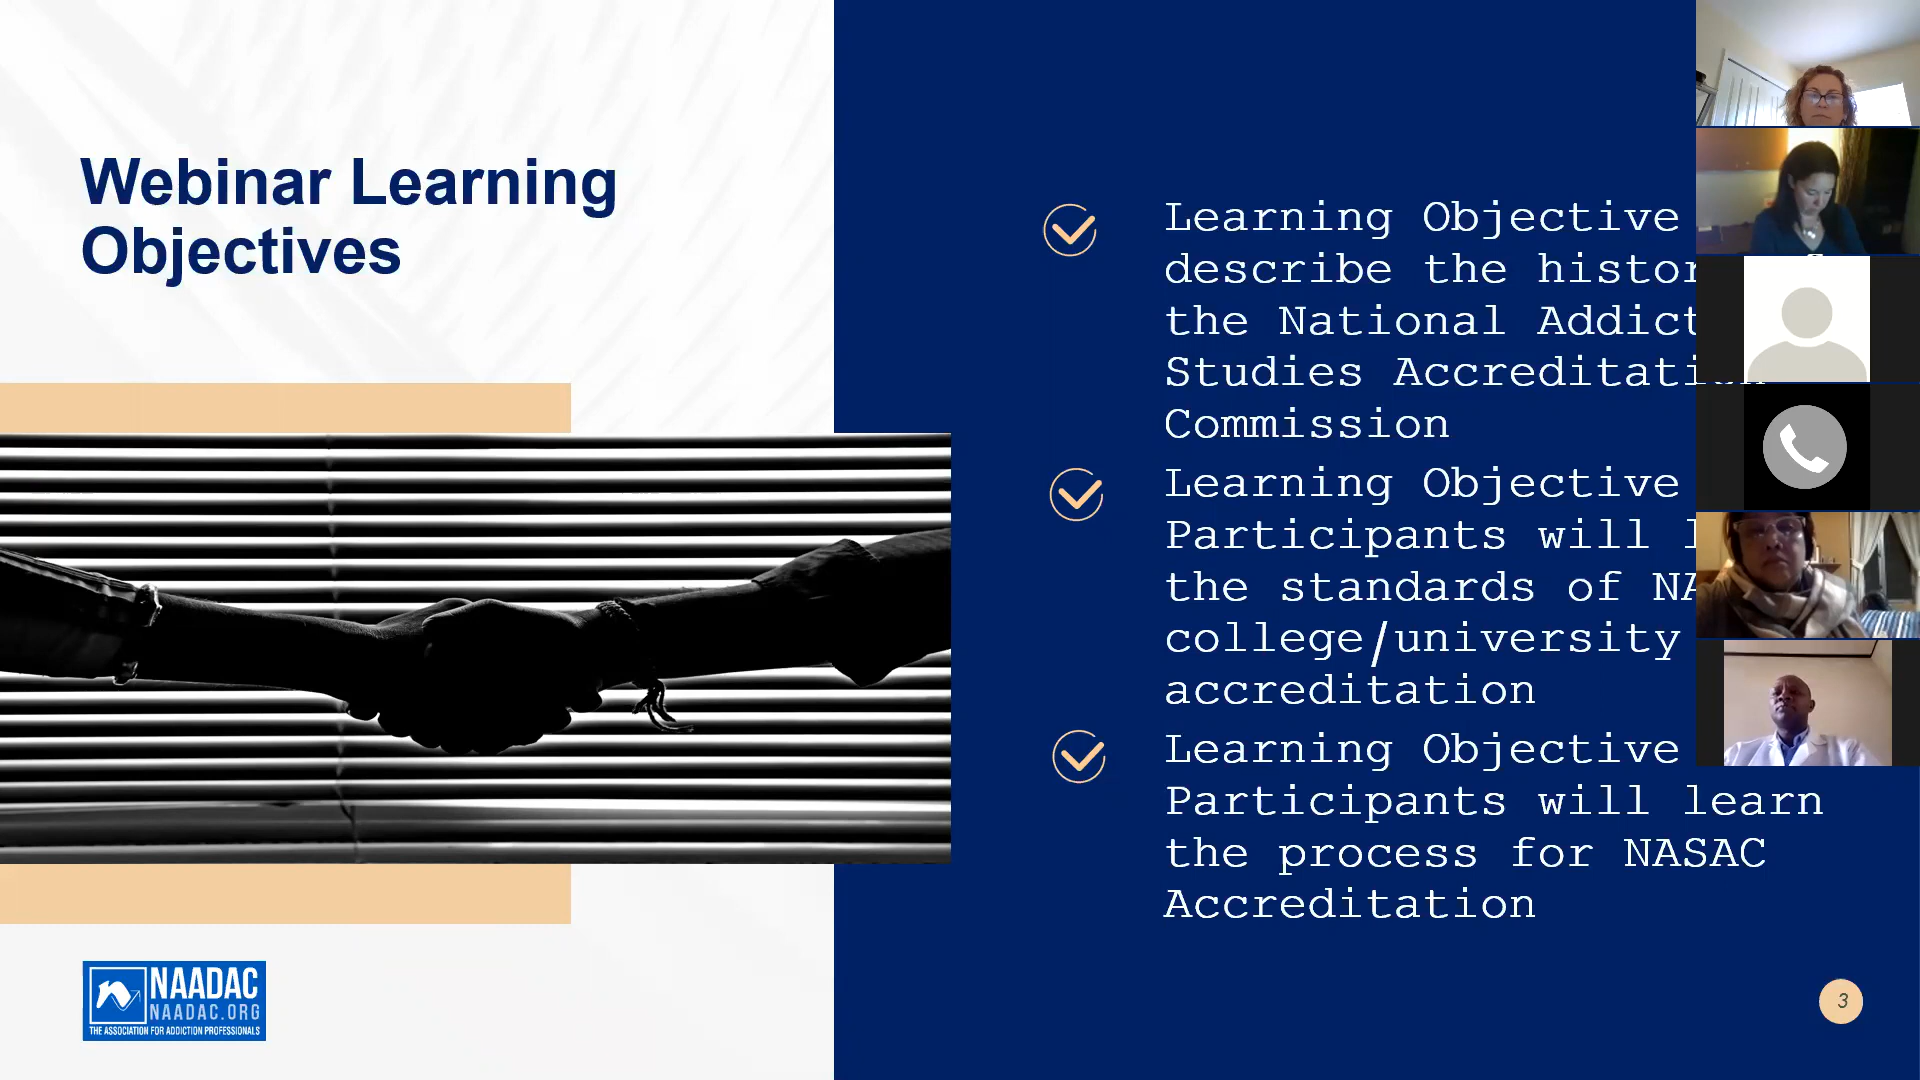 Webinar Learning
Objectives
Learning Objective
describe the histor
the National Addict
Studies Accreditation
Commission
Learning Objective
Participants will
the standards of
college/university
accreditation
Learning Objective
Participants will learn
the process for NASAC
Accreditation
NAADAC
NAADAC.ORG
THE ASSOCIATION FOR ADDICTION PROFESSIONALS
3